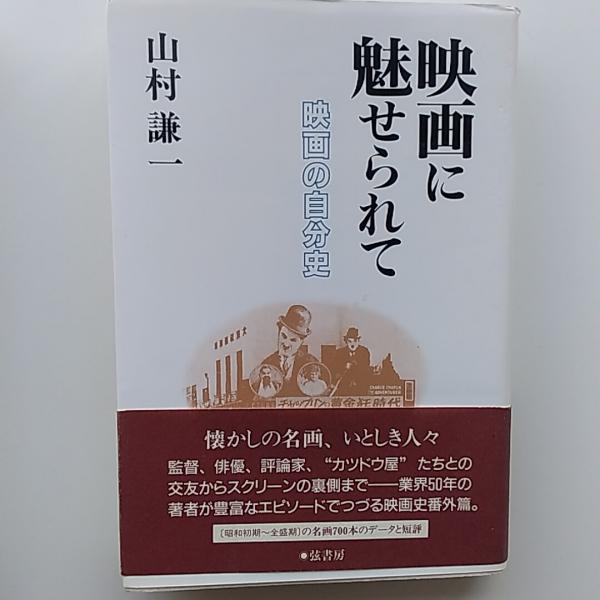 映画に
魅せられて
映画の自分史
山村謙一
チャップリンの黄金狂時代
CHARLIE CHAPLIN
懐かしの名画、いとしき人々
監督、俳優、評論家、“カツドウ屋”たちとの
交友からスクリーンの裏側まで——業界50年の
著者が豊富なエピソードでつづる映画史番外篇。
〔昭和初期～全盛期〕の名画700本のデータと短評
弦書房